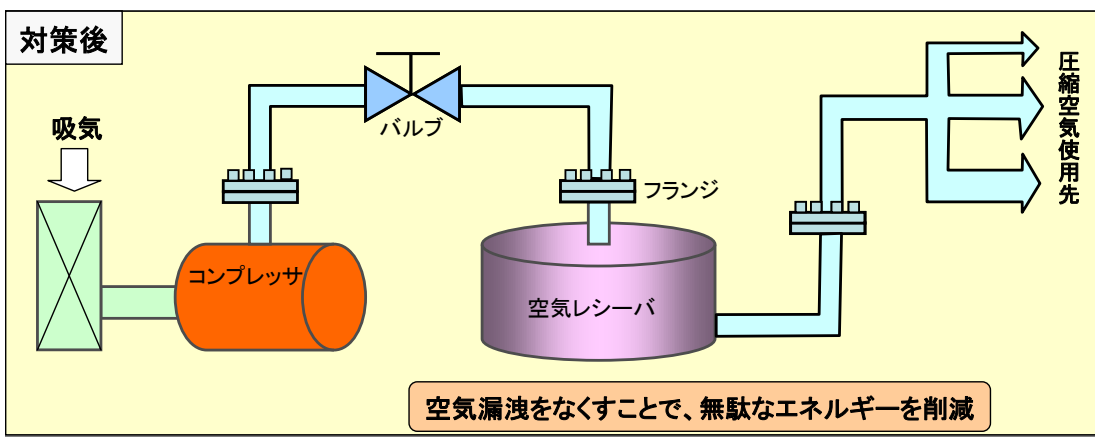 対策後
吸気
バルブ
フランジ
コンプレッサ
空気レシーバ
圧縮空気使用先
空気漏洩をなくすことで、無駄なエネルギーを削減